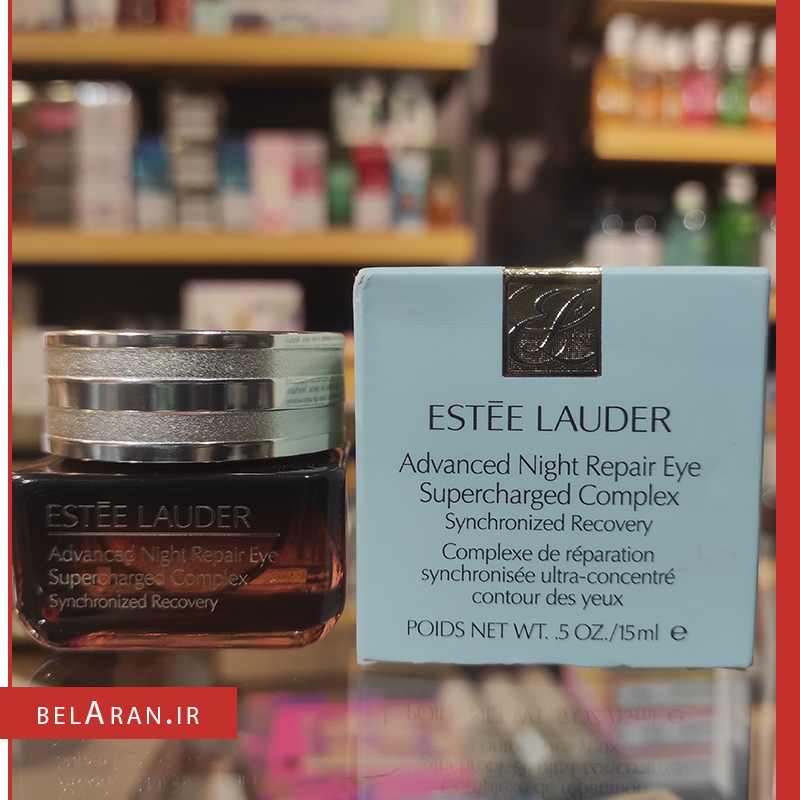 ESTĒE LAUDER
Advanced Night Repair Eye
Supercharged Complex
Synchronized Recovery
Complexe de réparation
synchronisée ultra-concentré
contour des yeux
POIDS NET WT. .5 OZ./15ml e
ESTĒE LAUDER
Advanced Night Repair Eye
Supercharged Complex
Synchronized Recovery
BELARAN.IR